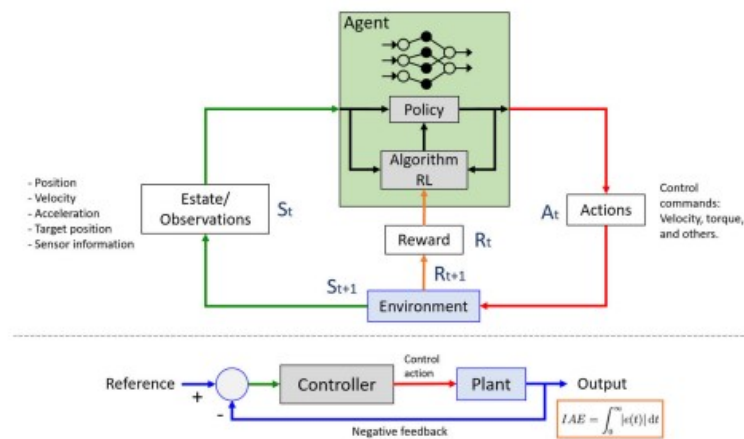 Agent
Policy
Algorithm
RL
- Position
- Velocity
- Acceleration
- Target position
- Sensor information
Estate/
Observations
St
Reward
Rt
At
Actions
Control
commands:
Velocity, torque,
and others.
St+1
Rt+1
Environment
Reference
+
-
Controller
Control
action
Plant
Output
Negative feedback
IAE = ∫₀^∞ |e(t)| dt